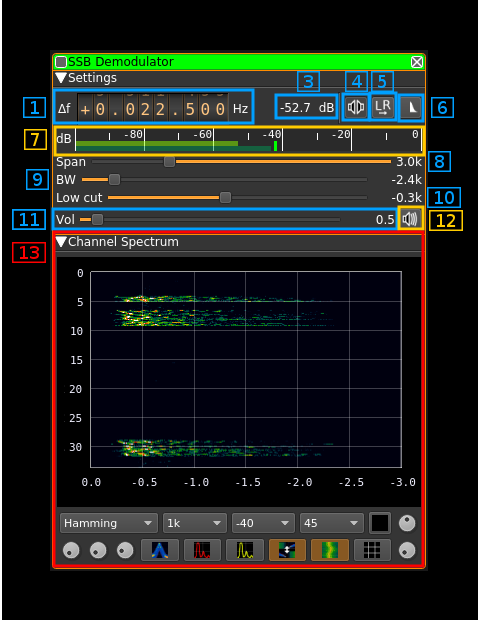 SSB Demodulator
Settings
3 4 5
1 Δf +0.022.500 Hz -52.7 dB LR 6
7 dB -80 -60 -40 -20 0
Span 3.0k 8
9 BW -2.4k
Low cut -0.3k 10
11 Vol 0.5 12
13 Channel Spectrum
0
5
10
15
20
25
30
0.0 -0.5 -1.0 -1.5 -2.0 -2.5 -3.0
Hamming 1k -40 45